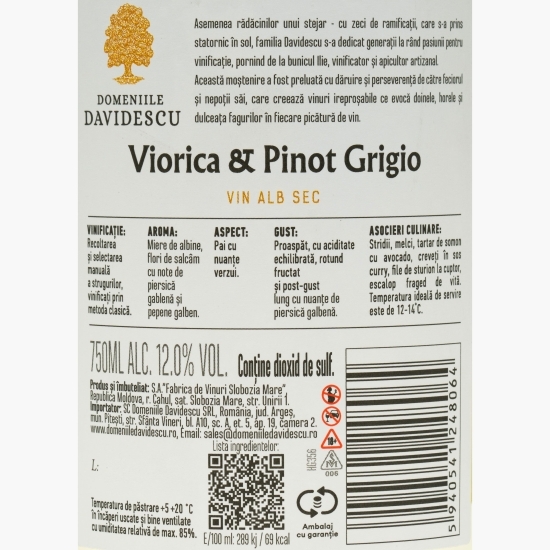 Asemenea rădăcinilor unui stejar - cu zeci de ramificații, care s-a prins
statornic în sol, familia Davidescu s-a dedicat generații la rând pasiunii pentru
vinificație, pornind de la bunicul Ilie, vinificator și apicultor artizanal.
Această moștenire a fost preluată cu dăruire și perseverență de către feciorul
și nepoții săi, care creează vinuri ireproșabile ce evocă doinele, horele și
dulceața fagurilor în fiecare picătură de vin.
DOMENIILE
DAVIDESCU
Viorica & Pinot Grigio
VIN ALB SEC
VINIFICAȚIE:
Recoltarea
și selectarea
manuală
a strugurilor,
vinificați prin
metoda clasică.
AROMA:
Miere de albine,
flori de salcâm
cu note de
piersică
galbenă și
pepene galben.
ASPECT:
Pai cu
nuanțe
verzui.
GUST:
Proaspăt, cu aciditate
echilibrată, rotund
fructat
și post-gust
lung cu nuanțe de
piersică galbenă.
ASOCIERI CULINARE:
Stridii, melci, tartar de somon
cu avocado, creveți în sos
curry, file de sturion la cuptor,
escalop fraged de vită.
Temperatura ideală de servire
este de 12-14°C.
750ML ALC. 12.0% VOL. Conține dioxid de sulf.
Produs și îmbuteliat: S.A."Fabrica de Vinuri Slobozia Mare",
Republica Moldova, r. Cahul, sat. Slobozia Mare, str. Unirii 1.
Importator: SC Domeniile Davidescu SRL, România, jud. Argeș,
mun. Pitești, str. Sfânta Vineri, bl. A10, sc. A, et. 5, ap. 19, camera 2.
www.domeniiledavidescu.ro, Email: sales@domeniiledavidescu.ro
Lista ingredientelor.
L:
Temperatura de păstrare +5 +20 °C
în încăperi uscate și bine ventilate
cu umiditatea relativă de max. 85%.
E/100 ml: 289 kj / 69 kcal
HG356
18+
006
Ambalaj
cu garanție
5940541248064